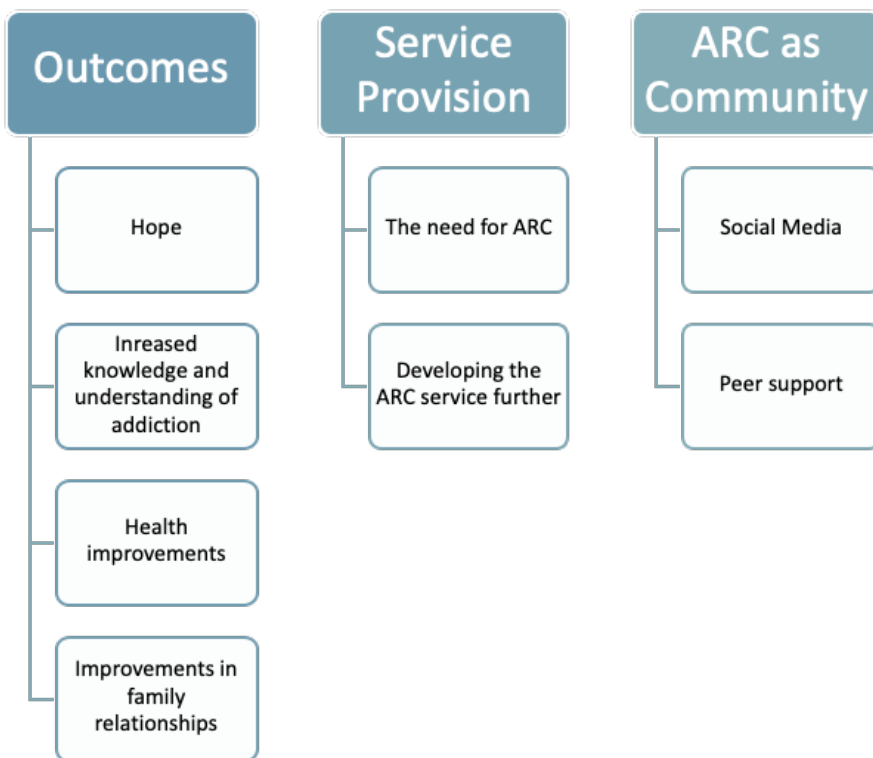 Outcomes
Hope
Inreased
knowledge and
understanding of
addiction
Health
improvements
Improvements in
family
relationships
Service
Provision
The need for ARC
Developing the
ARC service further
ARC as
Community
Social Media
Peer support